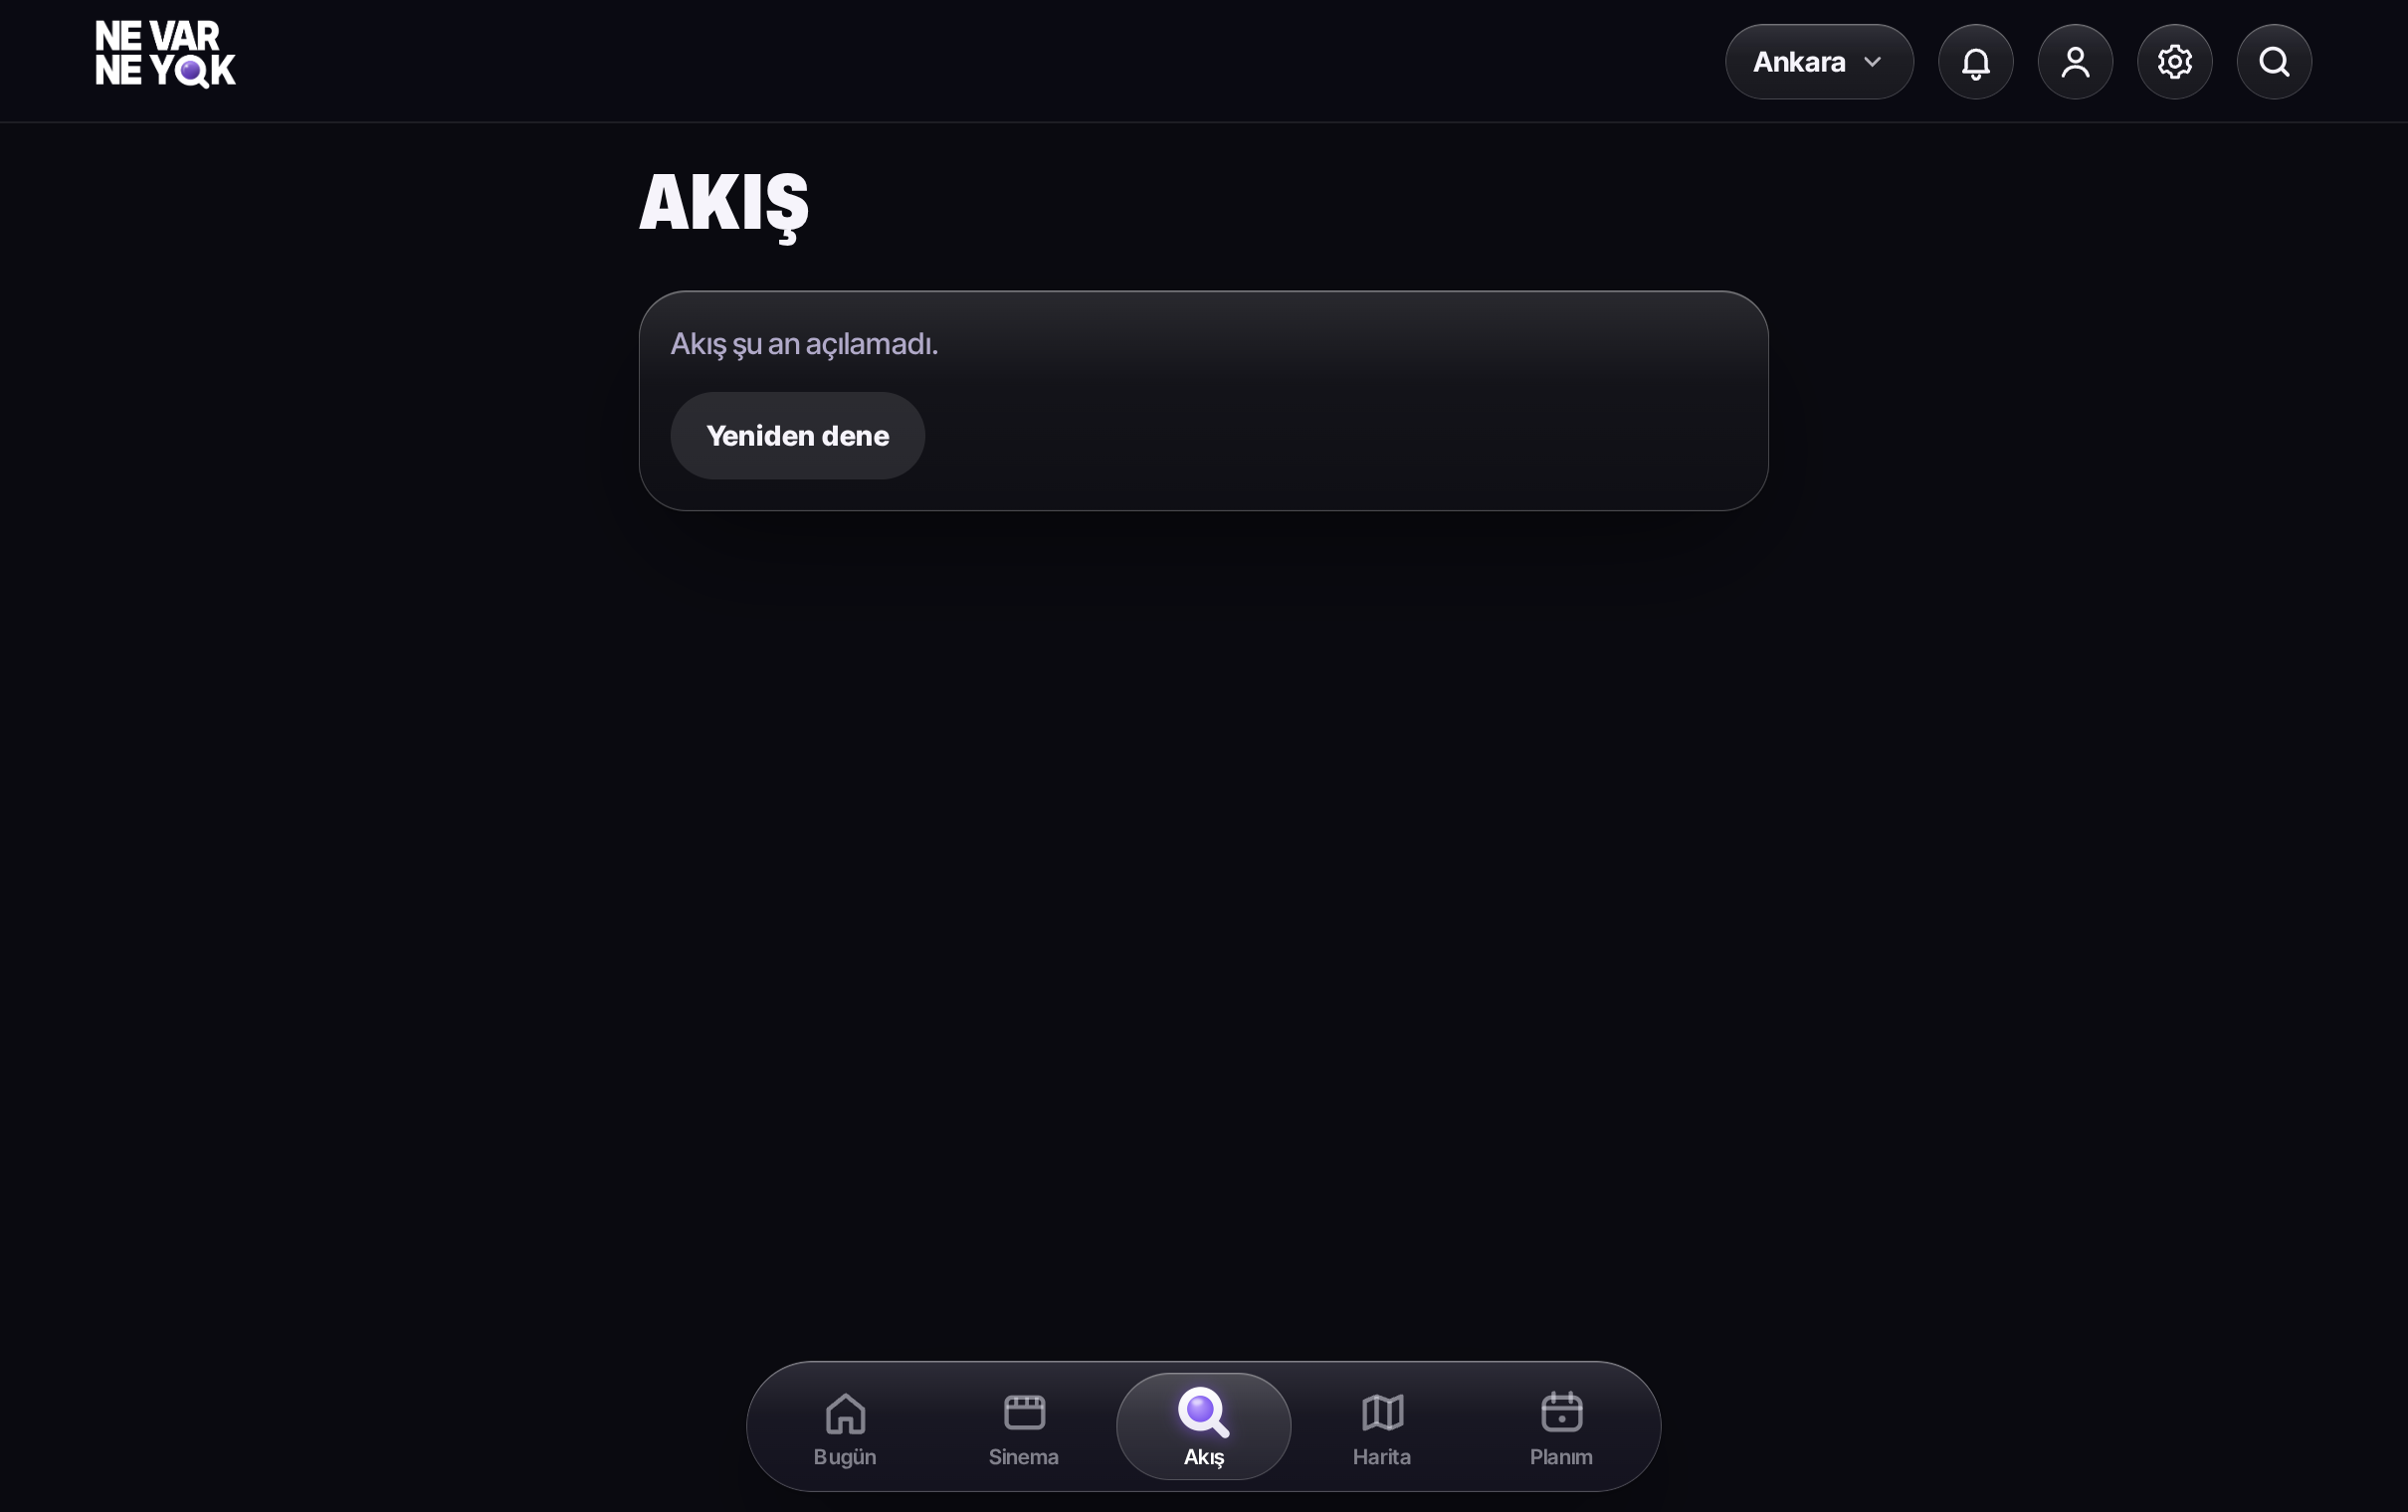 NE VAR
NE YOK
Ankara
AKIŞ
Akış şu an açılamadı.
Yeniden dene
Bugün
Sinema
Akış
Harita
Planım